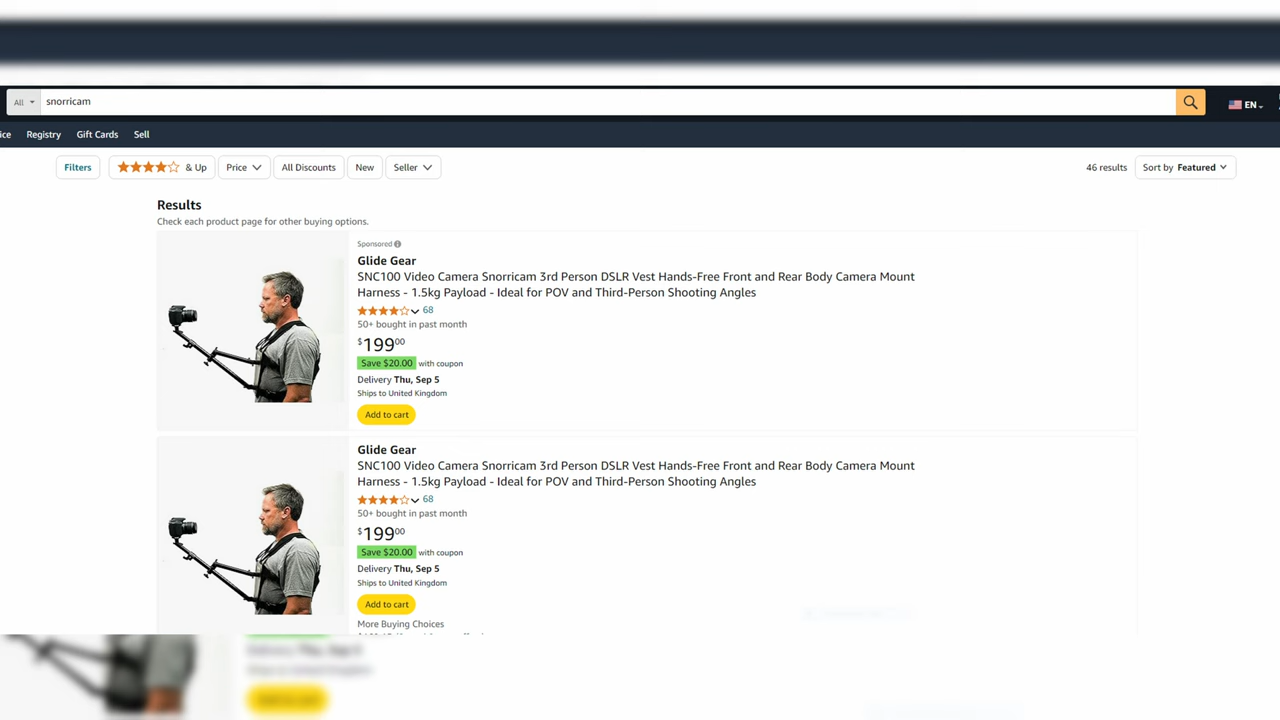 All
snorricam
EN
ice
Registry
Gift Cards
Sell
Filters
& Up
Price
All Discounts
New
Seller
46 results
Sort by Featured
Results
Check each product page for other buying options.
Sponsored
Glide Gear
SNC100 Video Camera Snorricam 3rd Person DSLR Vest Hands-Free Front and Rear Body Camera Mount
Harness - 1.5kg Payload - Ideal for POV and Third-Person Shooting Angles
68
50+ bought in past month
$19900
Save $20.00 with coupon
Delivery Thu, Sep 5
Ships to United Kingdom
Add to cart
Glide Gear
SNC100 Video Camera Snorricam 3rd Person DSLR Vest Hands-Free Front and Rear Body Camera Mount
Harness - 1.5kg Payload - Ideal for POV and Third-Person Shooting Angles
68
50+ bought in past month
$19900
Save $20.00 with coupon
Delivery Thu, Sep 5
Ships to United Kingdom
Add to cart
More Buying Choices